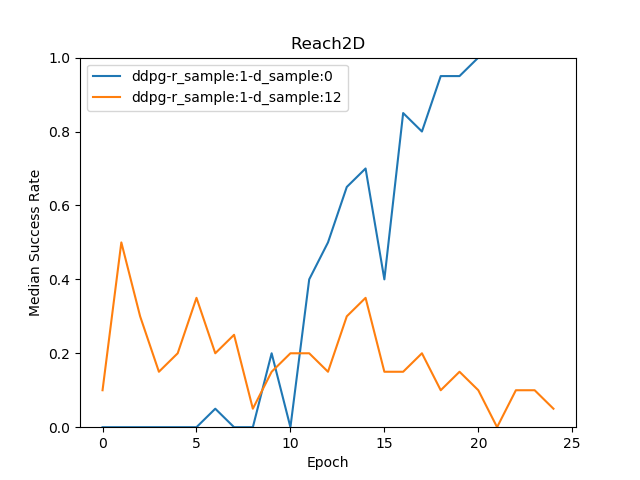 Reach2D
ddpg-r_sample:1-d_sample:0
ddpg-r_sample:1-d_sample:12
Median Success Rate
1.0
0.8
0.6
0.4
0.2
0.0
0 5 10 15 20 25
Epoch